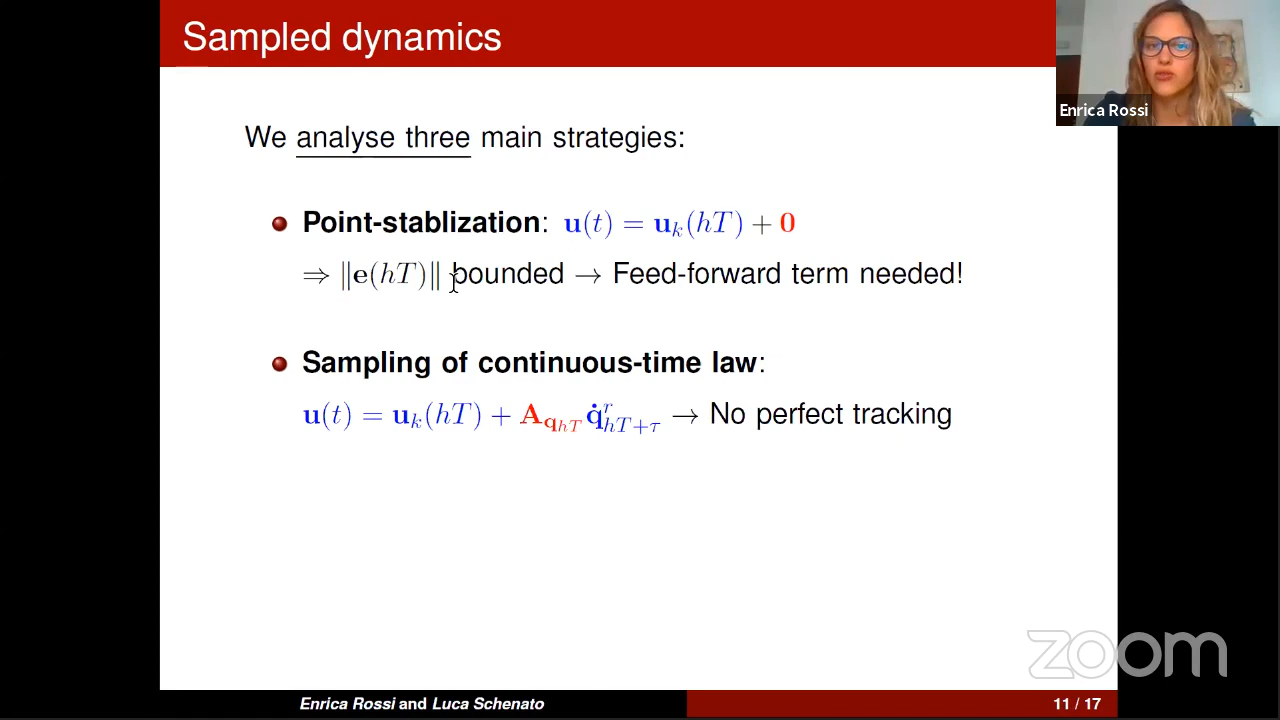 Sampled dynamics
Enrica Rossi
We analyse three main strategies:
Point-stablization: u(t) = u_k(hT) + 0
⇒ ‖e(hT)‖ bounded → Feed-forward term needed!
Sampling of continuous-time law:
u(t) = u_k(hT) + A_{q_{hT}} q̇^r_{hT+τ} → No perfect tracking
zoom
Enrica Rossi and Luca Schenato
11 / 17